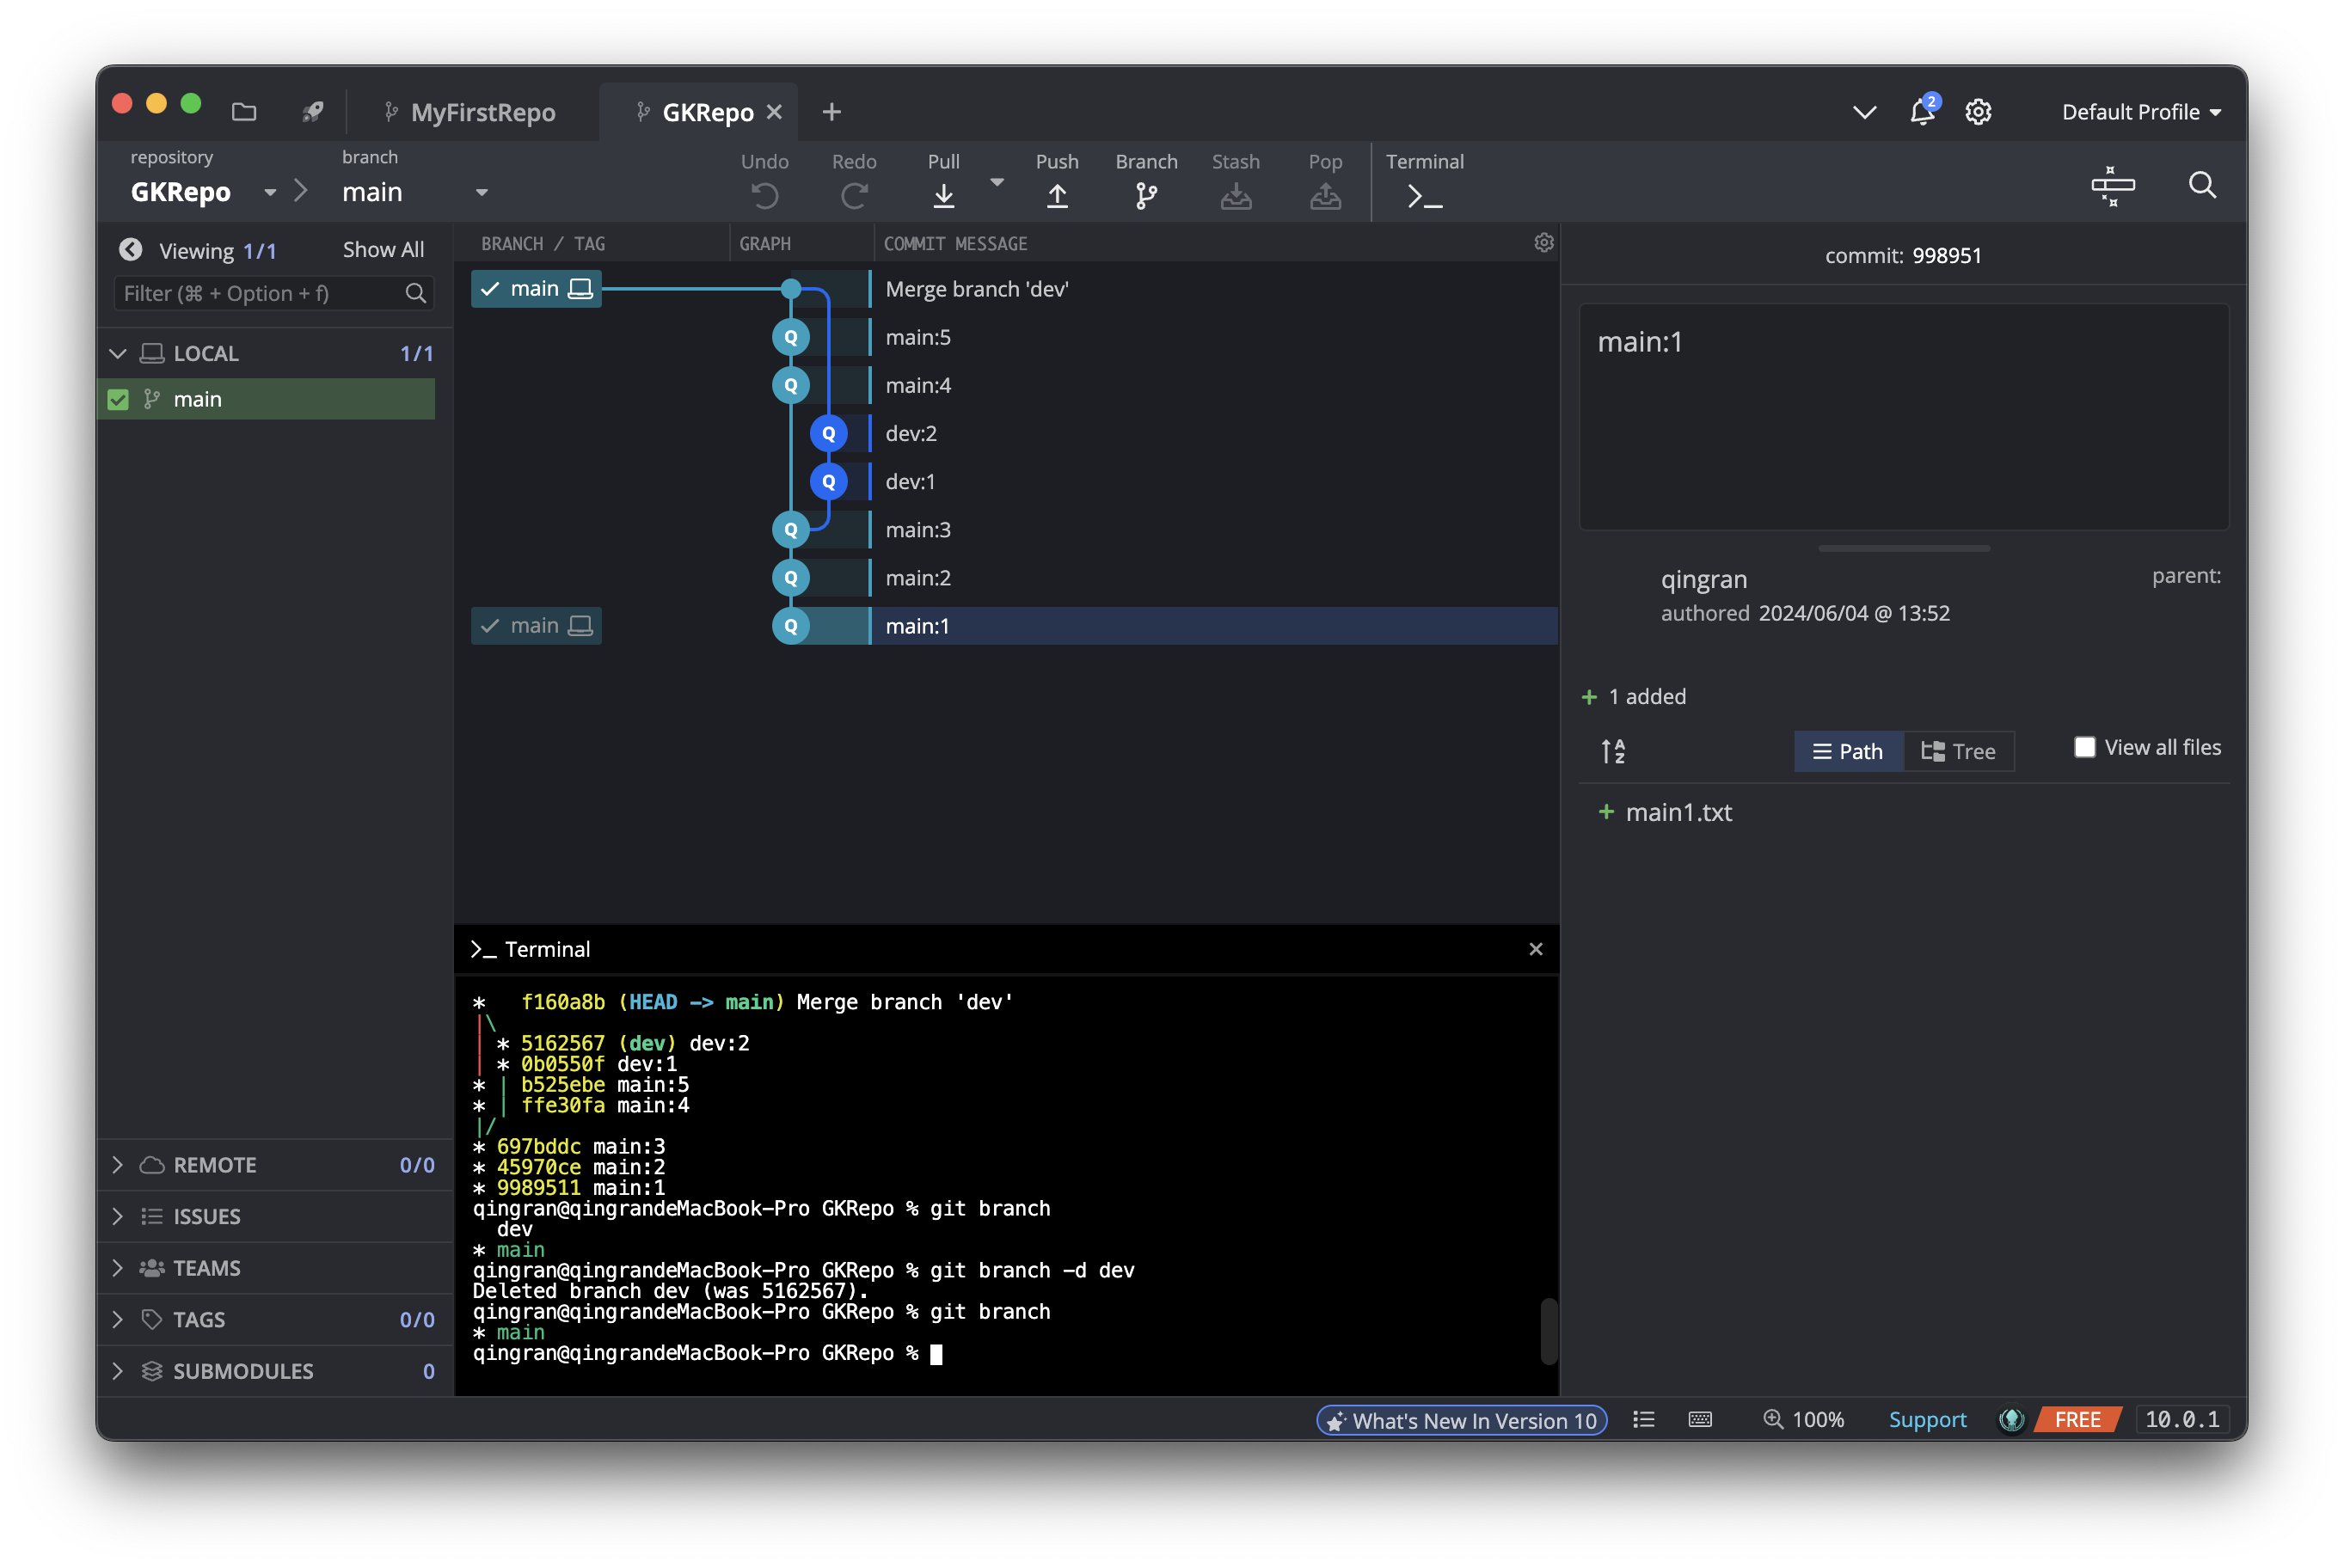 MyFirstRepo
GKRepo
2
Default Profile
repository
GKRepo
branch
main
Undo
Redo
Pull
Push
Branch
Stash
Pop
Terminal
Viewing 1/1
Show All
Filter (⌘ + Option + f)
LOCAL 1/1
main
REMOTE 0/0
ISSUES
TEAMS
TAGS 0/0
SUBMODULES 0
BRANCH / TAG
GRAPH
COMMIT MESSAGE
main
Merge branch 'dev'
Q main:5
Q main:4
Q dev:2
Q dev:1
Q main:3
Q main:2
main Q main:1
>_ Terminal
*   f160a8b (HEAD -> main) Merge branch 'dev'
|\
| * 5162567 (dev) dev:2
| * 0b0550f dev:1
* | b525ebe main:5
* | ffe30fa main:4
|/
* 697bddc main:3
* 45970ce main:2
* 9989511 main:1
qingran@qingrandeMacBook-Pro GKRepo % git branch
  dev
* main
qingran@qingrandeMacBook-Pro GKRepo % git branch -d dev
Deleted branch dev (was 5162567).
qingran@qingrandeMacBook-Pro GKRepo % git branch
* main
qingran@qingrandeMacBook-Pro GKRepo %
commit: 998951
main:1
qingran
parent:
authored 2024/06/04 @ 13:52
+ 1 added
A
Z
Path
Tree
View all files
+ main1.txt
What's New In Version 10
100%
Support
FREE
10.0.1